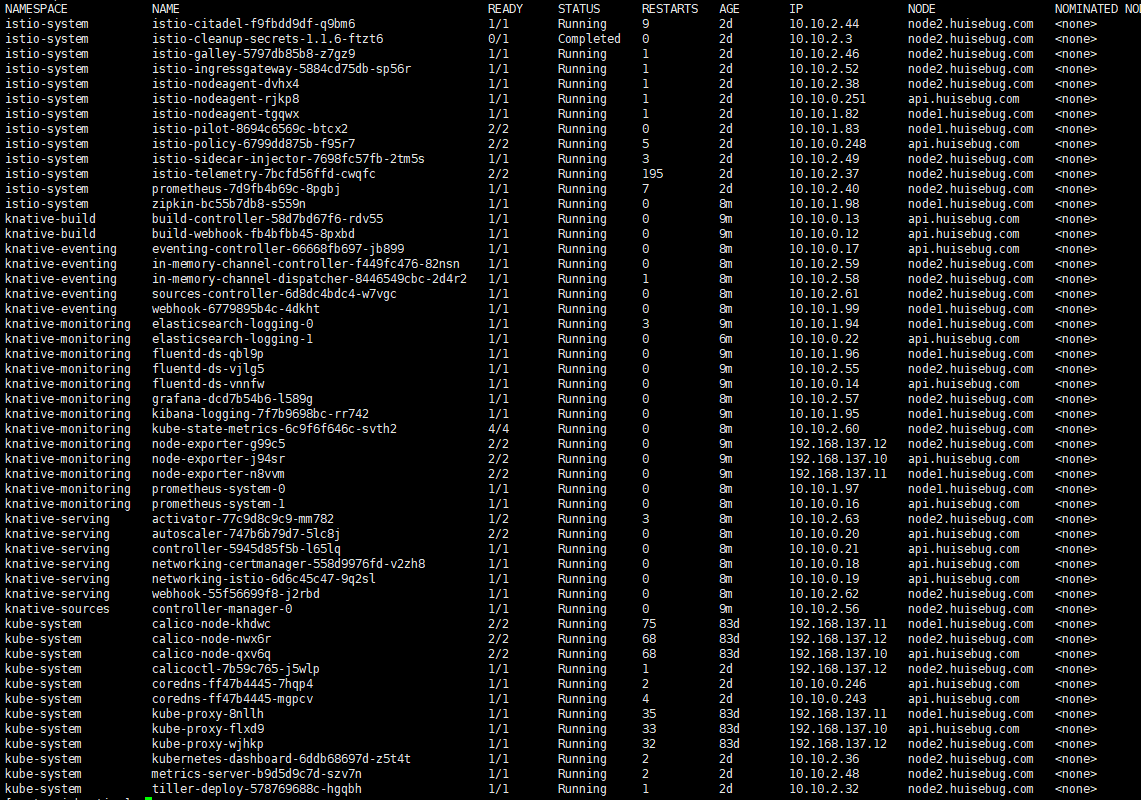 NAMESPACE NAME READY STATUS RESTARTS AGE IP NODE NOMINATED NO
istio-system istio-citadel-f9fbdd9df-q9bm6 1/1 Running 9 2d 10.10.2.44 node2.huisebug.com <none>
istio-system istio-cleanup-secrets-1.1.6-ftzt6 0/1 Completed 0 2d 10.10.2.3 node2.huisebug.com <none>
istio-system istio-galley-5797db85b8-z7gz9 1/1 Running 1 2d 10.10.2.46 node2.huisebug.com <none>
istio-system istio-ingressgateway-5884cd75db-sp56r 1/1 Running 1 2d 10.10.2.52 node2.huisebug.com <none>
istio-system istio-nodeagent-dvhx4 1/1 Running 1 2d 10.10.2.38 node2.huisebug.com <none>
istio-system istio-nodeagent-rjkp8 1/1 Running 1 2d 10.10.0.251 api.huisebug.com <none>
istio-system istio-nodeagent-tgqwx 1/1 Running 1 2d 10.10.1.82 node1.huisebug.com <none>
istio-system istio-pilot-8694c6569c-btcx2 2/2 Running 0 2d 10.10.1.83 node1.huisebug.com <none>
istio-system istio-policy-6799dd875b-f95r7 2/2 Running 5 2d 10.10.0.248 api.huisebug.com <none>
istio-system istio-sidecar-injector-7698fc57fb-2tm5s 1/1 Running 3 2d 10.10.2.49 node2.huisebug.com <none>
istio-system istio-telemetry-7bcfd56ffd-cwqfc 2/2 Running 195 2d 10.10.2.37 node2.huisebug.com <none>
istio-system prometheus-7d9fb4b69c-8pgbj 1/1 Running 7 2d 10.10.2.40 node2.huisebug.com <none>
istio-system zipkin-bc55b7db8-s559n 1/1 Running 0 8m 10.10.1.98 node1.huisebug.com <none>
knative-build build-controller-58d7bd67f6-rdv55 1/1 Running 0 9m 10.10.0.13 api.huisebug.com <none>
knative-build build-webhook-fb4bfbb45-8pxbd 1/1 Running 0 9m 10.10.0.12 api.huisebug.com <none>
knative-eventing eventing-controller-66668fb697-jb899 1/1 Running 0 8m 10.10.0.17 api.huisebug.com <none>
knative-eventing in-memory-channel-controller-f449fc476-82nsn 1/1 Running 0 8m 10.10.2.59 node2.huisebug.com <none>
knative-eventing in-memory-channel-dispatcher-8446549cbc-2d4r2 1/1 Running 1 8m 10.10.2.58 node2.huisebug.com <none>
knative-eventing sources-controller-6d8dc4bdc4-w7vgc 1/1 Running 0 8m 10.10.2.61 node2.huisebug.com <none>
knative-eventing webhook-6779895b4c-4dkht 1/1 Running 0 8m 10.10.1.99 node1.huisebug.com <none>
knative-monitoring elasticsearch-logging-0 1/1 Running 3 9m 10.10.1.94 node1.huisebug.com <none>
knative-monitoring elasticsearch-logging-1 1/1 Running 0 6m 10.10.0.22 api.huisebug.com <none>
knative-monitoring fluentd-ds-qbl9p 1/1 Running 0 9m 10.10.1.96 node1.huisebug.com <none>
knative-monitoring fluentd-ds-vjlg5 1/1 Running 0 9m 10.10.2.55 node2.huisebug.com <none>
knative-monitoring fluentd-ds-vnnfw 1/1 Running 0 9m 10.10.0.14 api.huisebug.com <none>
knative-monitoring grafana-dcd7b54b6-l589g 1/1 Running 0 8m 10.10.2.57 node2.huisebug.com <none>
knative-monitoring kibana-logging-7f7b9698bc-rr742 1/1 Running 0 9m 10.10.1.95 node1.huisebug.com <none>
knative-monitoring kube-state-metrics-6c9f6f646c-svth2 4/4 Running 0 8m 10.10.2.60 node2.huisebug.com <none>
knative-monitoring node-exporter-g99c5 2/2 Running 0 9m 192.168.137.12 node2.huisebug.com <none>
knative-monitoring node-exporter-j94sr 2/2 Running 0 9m 192.168.137.10 api.huisebug.com <none>
knative-monitoring node-exporter-n8vvm 2/2 Running 0 9m 192.168.137.11 node1.huisebug.com <none>
knative-monitoring prometheus-system-0 1/1 Running 0 8m 10.10.1.97 node1.huisebug.com <none>
knative-monitoring prometheus-system-1 1/1 Running 0 8m 10.10.0.16 api.huisebug.com <none>
knative-serving activator-77c9d8c9c9-mm782 1/2 Running 3 8m 10.10.2.63 node2.huisebug.com <none>
knative-serving autoscaler-747b6b79d7-5lc8j 2/2 Running 0 8m 10.10.0.20 api.huisebug.com <none>
knative-serving controller-5945d85f5b-l65lq 1/1 Running 0 8m 10.10.0.21 api.huisebug.com <none>
knative-serving networking-certmanager-558d9976fd-v2zh8 1/1 Running 0 8m 10.10.0.18 api.huisebug.com <none>
knative-serving networking-istio-6d6c45c47-9q2sl 1/1 Running 0 8m 10.10.0.19 api.huisebug.com <none>
knative-serving webhook-55f56699f8-j2rbd 1/1 Running 0 8m 10.10.2.62 node2.huisebug.com <none>
knative-sources controller-manager-0 1/1 Running 0 9m 10.10.2.56 node2.huisebug.com <none>
kube-system calico-node-khdwc 2/2 Running 75 83d 192.168.137.11 node1.huisebug.com <none>
kube-system calico-node-nwx6r 2/2 Running 68 83d 192.168.137.12 node2.huisebug.com <none>
kube-system calico-node-qxv6q 2/2 Running 68 83d 192.168.137.10 api.huisebug.com <none>
kube-system calicoctl-7b59c765-j5wlp 1/1 Running 1 2d 192.168.137.12 node2.huisebug.com <none>
kube-system coredns-ff47b4445-7hqp4 1/1 Running 2 2d 10.10.0.246 api.huisebug.com <none>
kube-system coredns-ff47b4445-mgpcv 1/1 Running 4 2d 10.10.0.243 api.huisebug.com <none>
kube-system kube-proxy-8nllh 1/1 Running 35 83d 192.168.137.11 node1.huisebug.com <none>
kube-system kube-proxy-flxd9 1/1 Running 33 83d 192.168.137.10 api.huisebug.com <none>
kube-system kube-proxy-wjhkp 1/1 Running 32 83d 192.168.137.12 node2.huisebug.com <none>
kube-system kubernetes-dashboard-6ddb68697d-z5t4t 1/1 Running 2 2d 10.10.2.36 node2.huisebug.com <none>
kube-system metrics-server-b9d5d9c7d-szv7n 1/1 Running 2 2d 10.10.2.48 node2.huisebug.com <none>
kube-system tiller-deploy-578769688c-hgqbh 1/1 Running 1 2d 10.10.2.32 node2.huisebug.com <none>